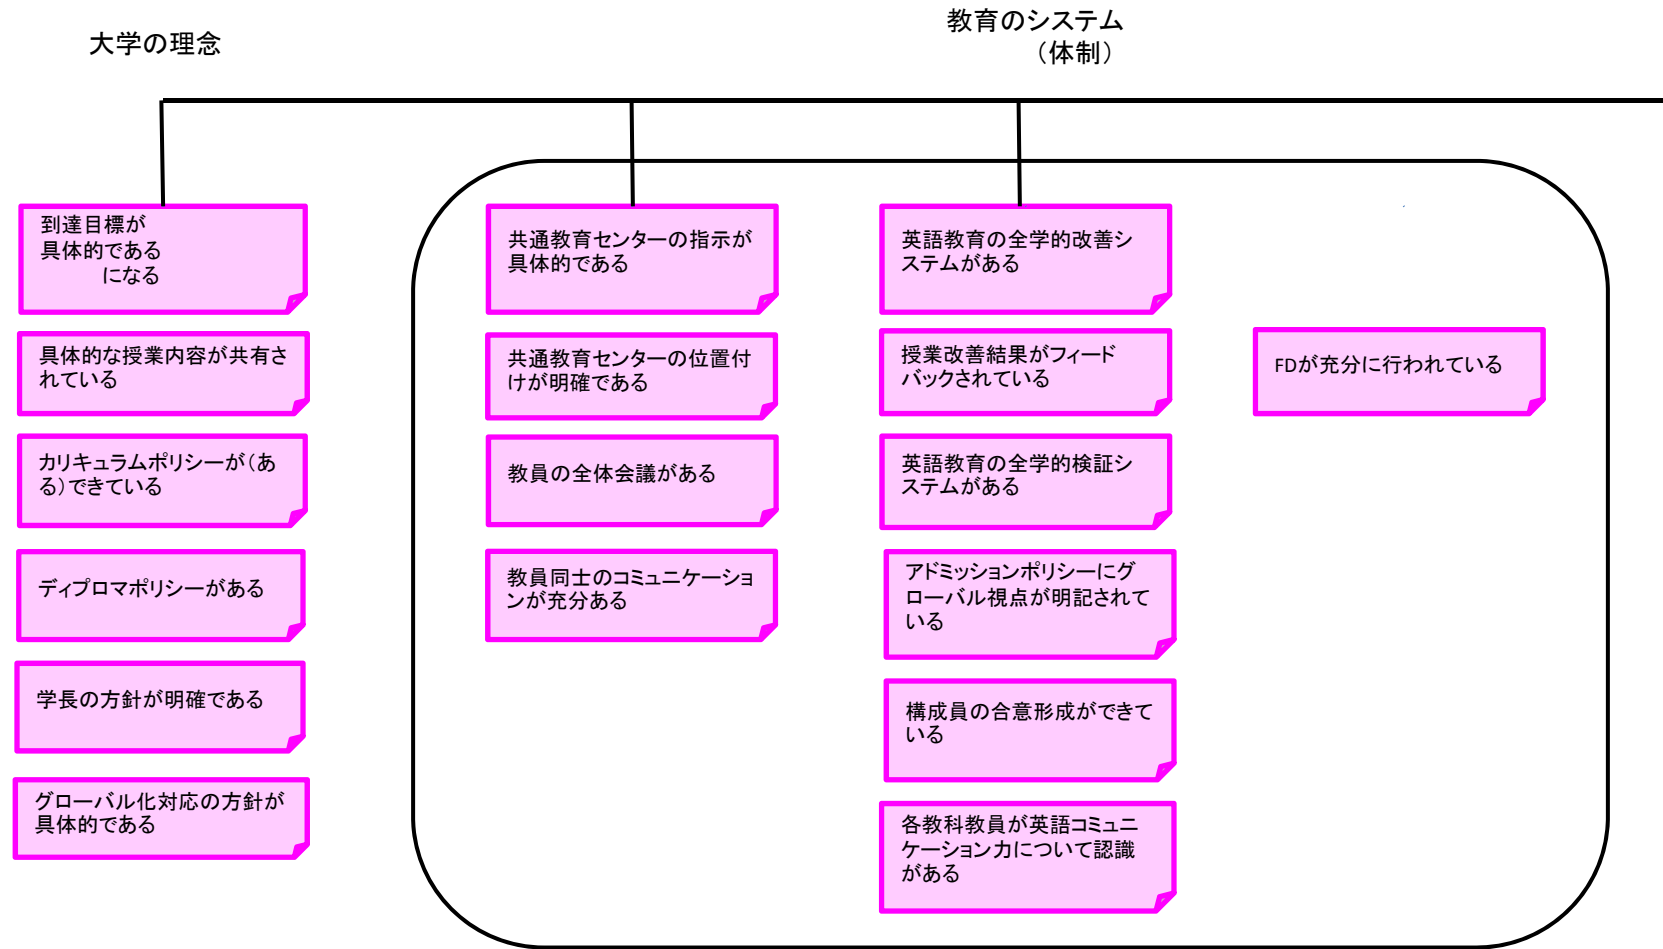 大学の理念
教育のシステム
（体制）
到達目標が
具体的である
になる
具体的な授業内容が共有さ
れている
カリキュラムポリシーが（あ
る）できている
ディプロマポリシーがある
学長の方針が明確である
グローバル化対応の方針が
具体的である
共通教育センターの指示が
具体的である
共通教育センターの位置付
けが明確である
教員の全体会議がある
教員同士のコミュニケーショ
ンが充分ある
英語教育の全学的改善シ
ステムがある
授業改善結果がフィード
バックされている
英語教育の全学的検証シ
ステムがある
アドミッションポリシーにグ
ローバル視点が明記されて
いる
構成員の合意形成ができて
いる
各教科教員が英語コミュニ
ケーション力について認識
がある
FDが充分に行われている